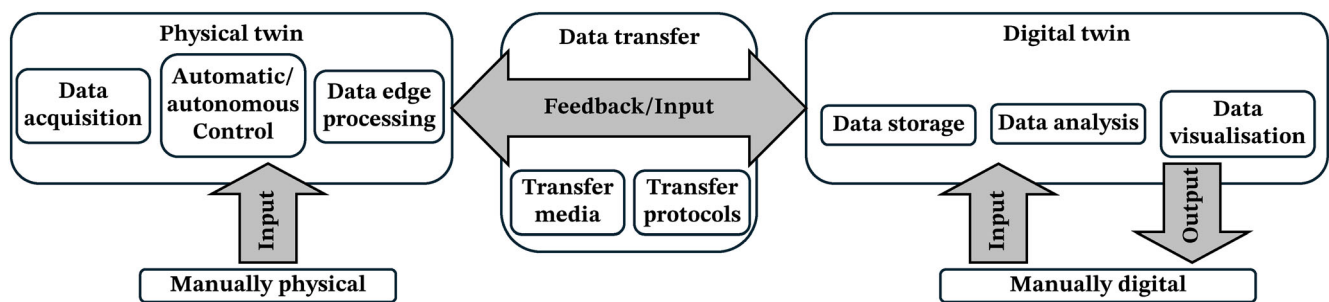 Physical twin
Data
acquisition
Automatic/
autonomous
Control
Data edge
processing
Input
Manually physical
Data transfer
Feedback/Input
Transfer
media
Transfer
protocols
Digital twin
Data storage
Data analysis
Data
visualisation
Input
Output
Manually digital